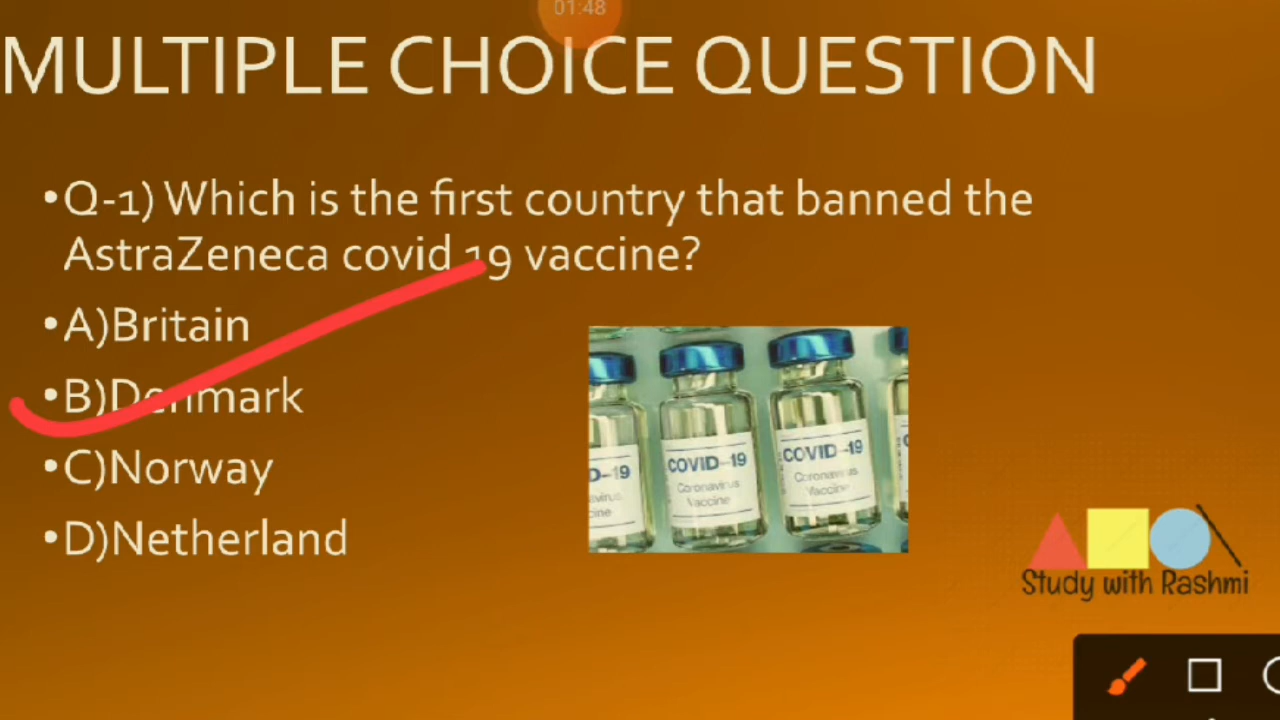 01:48
MULTIPLE CHOICE QUESTION
•Q-1) Which is the first country that banned the
AstraZeneca covid 19 vaccine?
•A)Britain
•B)Denmark
•C)Norway
•D)Netherland
D-19
COVID-19
Coronavirus
Vaccine
COVID-19
Coronavirus
Vaccine
Study with Rashmi